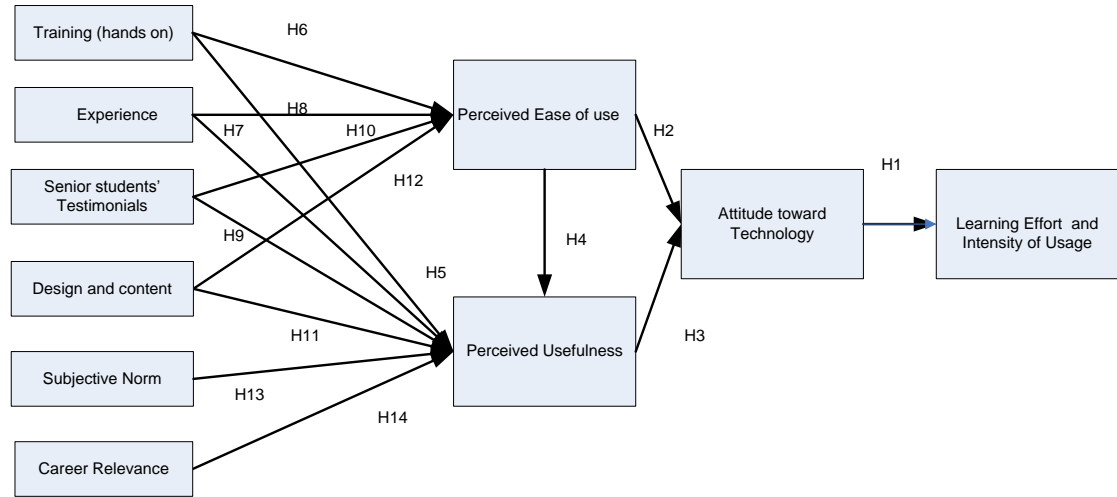 Training (hands on)
H6
Experience
H8
H7
H10
Perceived Ease of use
H2
Senior students’
Testimonials
H12
H9
H1
Attitude toward
Technology
Learning Effort and
Intensity of Usage
H4
Design and content
H5
H11
H3
Perceived Usefulness
Subjective Norm
H13
H14
Career Relevance